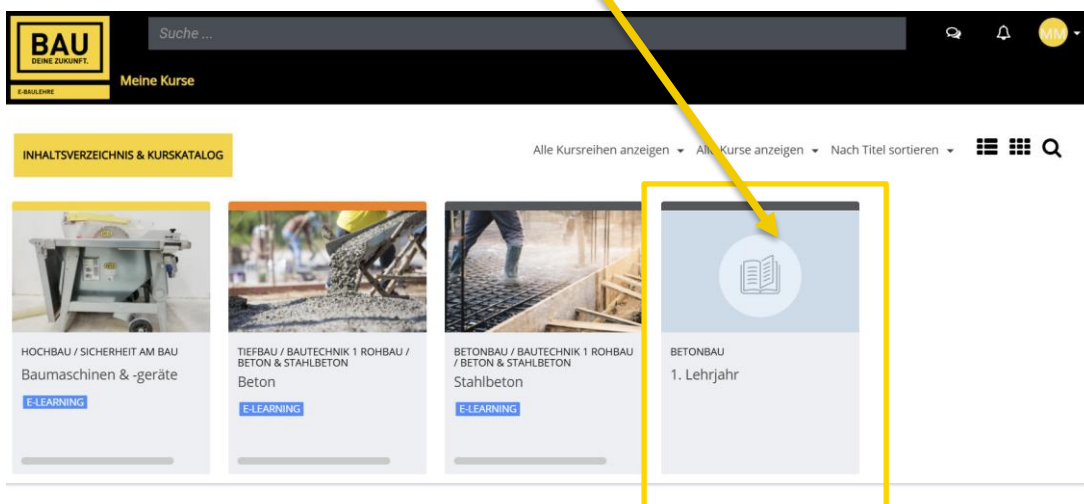 BAU
DEINE ZUKUNFT.
E-BAULEHRE
Suche ...
MM
Meine Kurse
INHALTSVERZEICHNIS & KURSKATALOG
Alle Kursreihen anzeigen
Alle Kurse anzeigen
Nach Titel sortieren
HOCHBAU / SICHERHEIT AM BAU
Baumaschinen & -geräte
E-LEARNING
TIEFBAU / BAUTECHNIK 1 ROHBAU /
BETON & STAHLBETON
Beton
E-LEARNING
BETONBAU / BAUTECHNIK 1 ROHBAU
/ BETON & STAHLBETON
Stahlbeton
E-LEARNING
BETONBAU
1. Lehrjahr